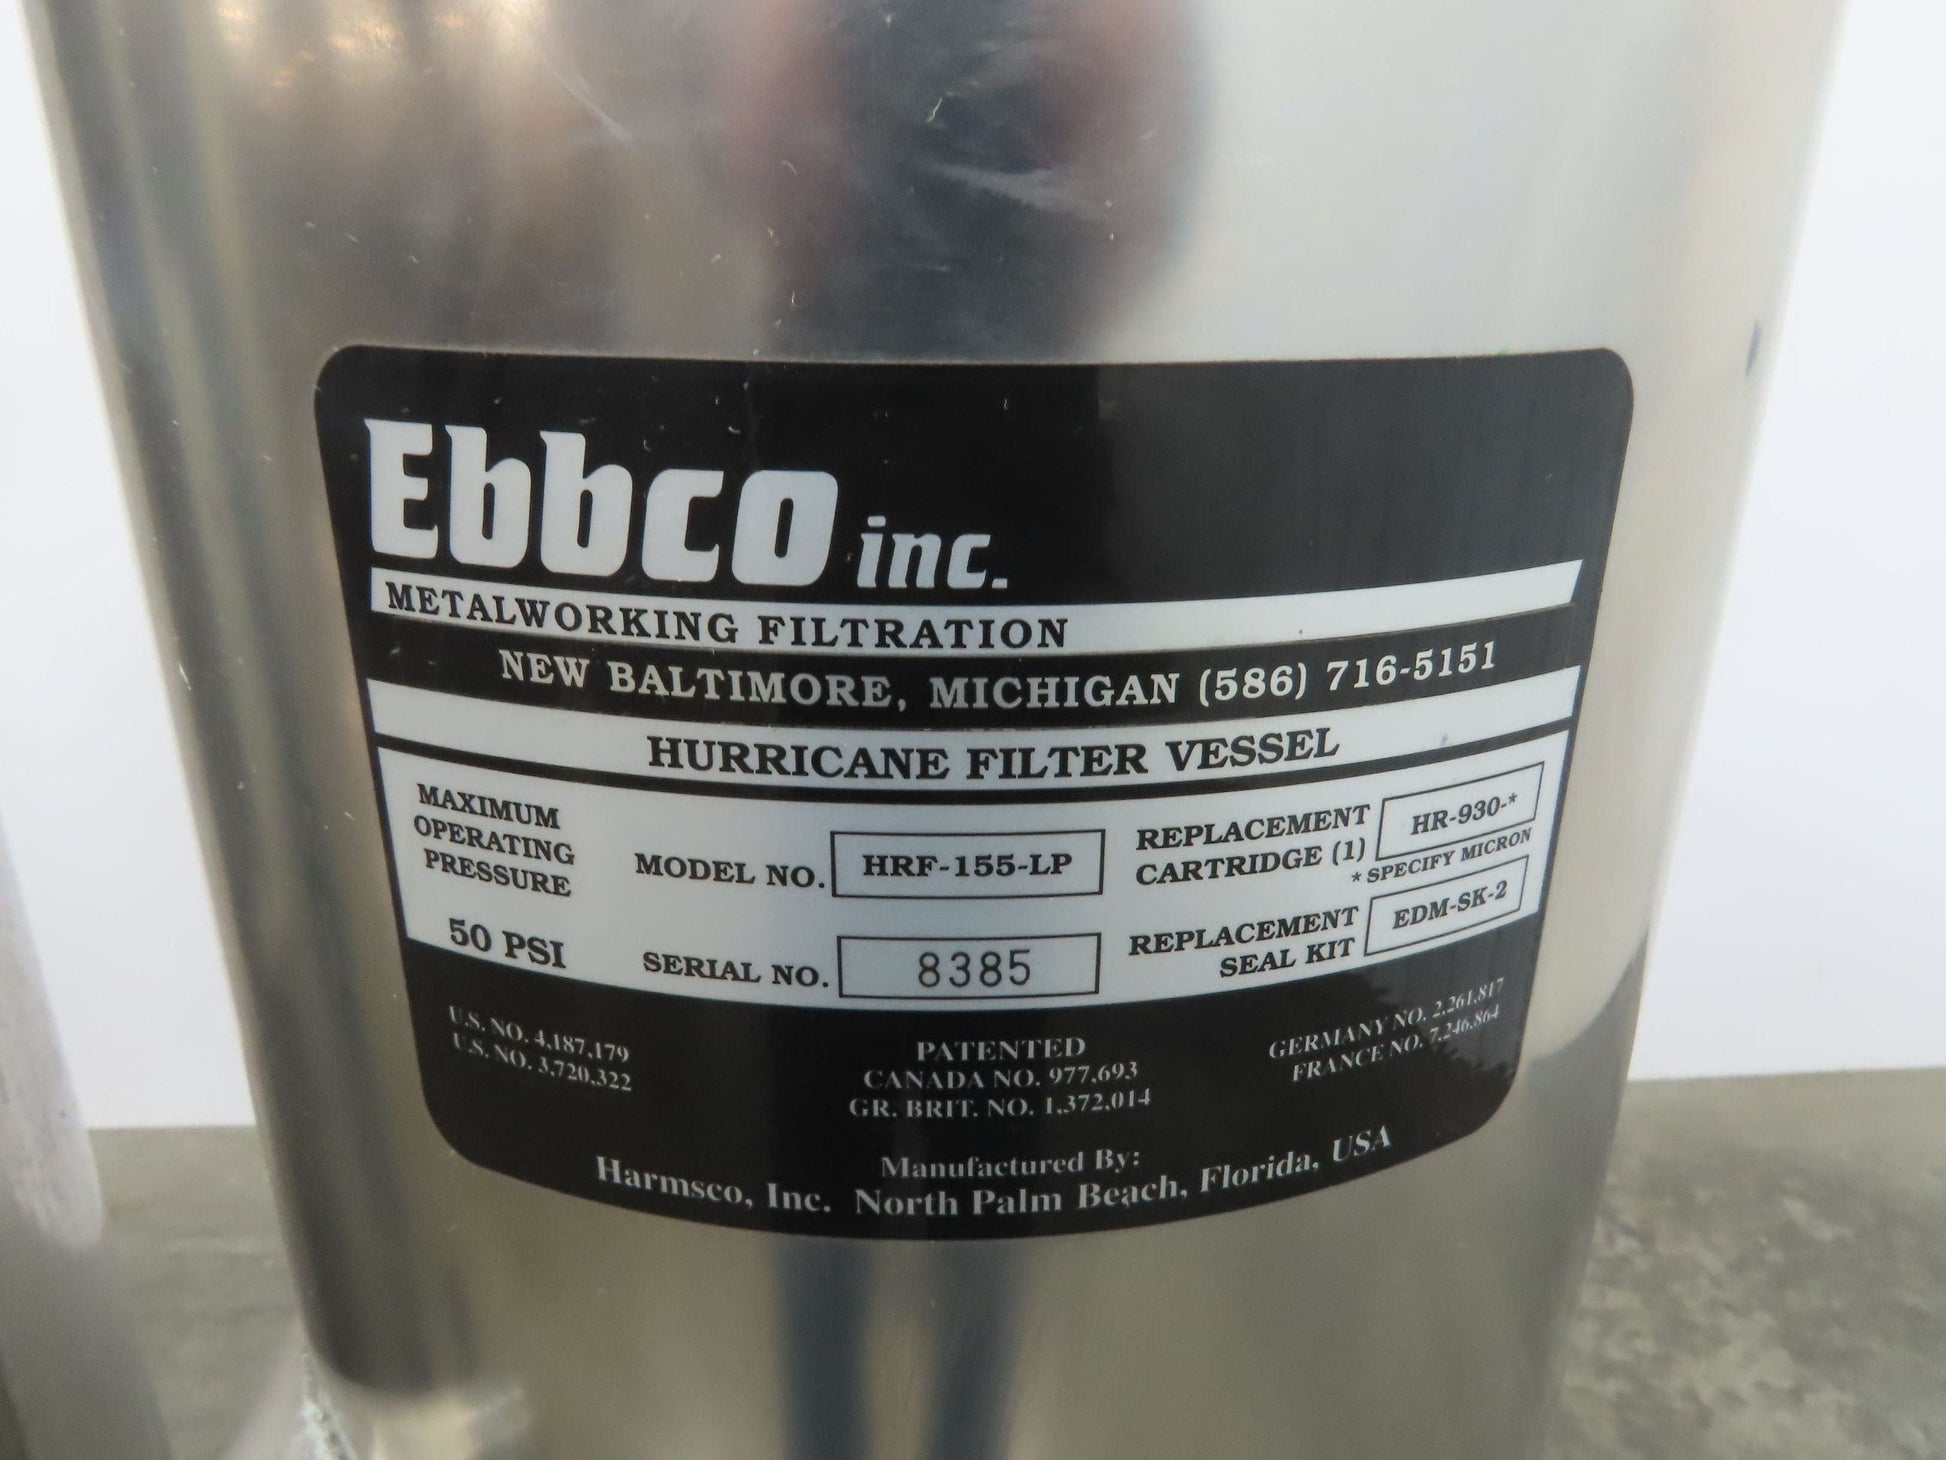 Ebbco inc.
METALWORKING FILTRATION
NEW BALTIMORE, MICHIGAN (586) 716-5151
HURRICANE FILTER VESSEL
MAXIMUM
OPERATING
PRESSURE
50 PSI
MODEL NO. HRF-155-LP
SERIAL NO. 8385
REPLACEMENT
CARTRIDGE (1)
HR-930-*
* SPECIFY MICRON
REPLACEMENT
SEAL KIT
EDM-SK-2
U.S. NO. 4,187,179
U.S. NO. 3,720,322
PATENTED
CANADA NO. 977,693
GR. BRIT. NO. 1,372,014
GERMANY NO. 2,261,817
FRANCE NO. 7,246,864
Manufactured By:
Harmsco, Inc. North Palm Beach, Florida, USA